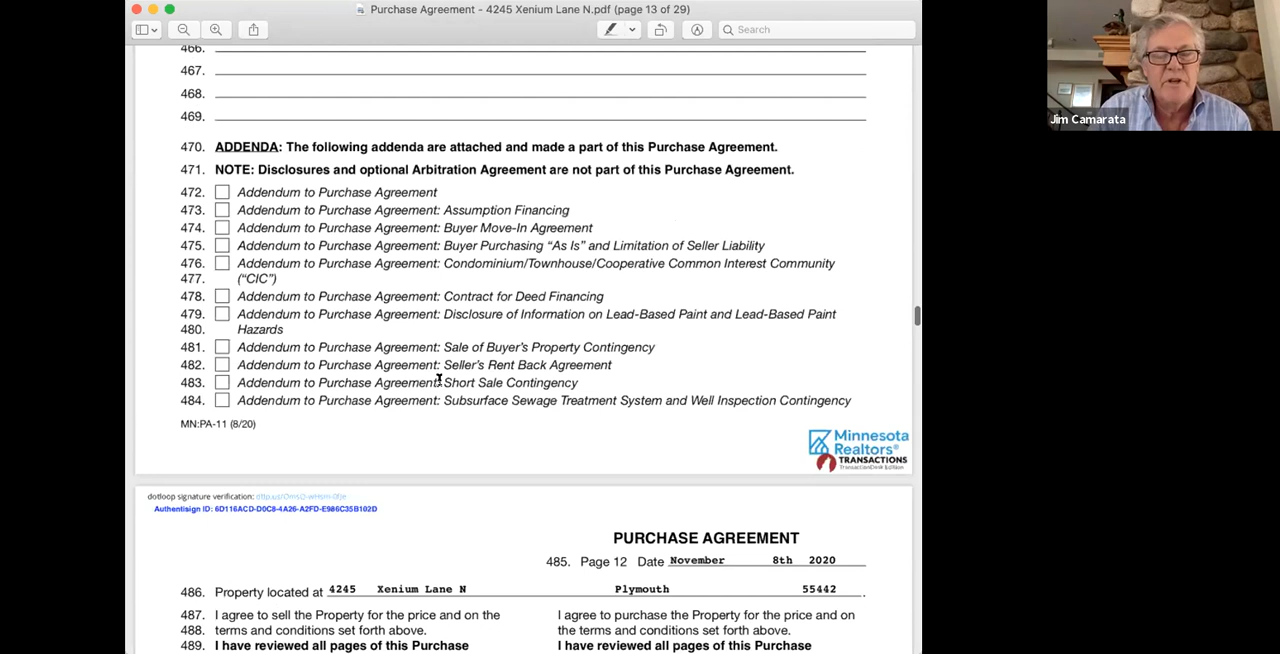 Purchase Agreement - 4245 Xenium Lane N.pdf (page 13 of 29)
Search
Jim Camarata
466.
467.
468.
469.
470. ADDENDA: The following addenda are attached and made a part of this Purchase Agreement.
471. NOTE: Disclosures and optional Arbitration Agreement are not part of this Purchase Agreement.
472. Addendum to Purchase Agreement
473. Addendum to Purchase Agreement: Assumption Financing
474. Addendum to Purchase Agreement: Buyer Move-In Agreement
475. Addendum to Purchase Agreement: Buyer Purchasing “As Is” and Limitation of Seller Liability
476. Addendum to Purchase Agreement: Condominium/Townhouse/Cooperative Common Interest Community
477. (“CIC”)
478. Addendum to Purchase Agreement: Contract for Deed Financing
479. Addendum to Purchase Agreement: Disclosure of Information on Lead-Based Paint and Lead-Based Paint
480. Hazards
481. Addendum to Purchase Agreement: Sale of Buyer’s Property Contingency
482. Addendum to Purchase Agreement: Seller’s Rent Back Agreement
483. Addendum to Purchase Agreement: Short Sale Contingency
484. Addendum to Purchase Agreement: Subsurface Sewage Treatment System and Well Inspection Contingency
MN:PA-11 (8/20)
Minnesota
Realtors®
TRANSACTIONS
TransactionDesk Edition
dotloop signature verification:
Authentisign ID: 6D116ACD-D0C8-4A26-A2FD-E986C35B102D
PURCHASE AGREEMENT
485. Page 12 Date November 8th 2020
486. Property located at 4245 Xenium Lane N Plymouth 55442 .
487. I agree to sell the Property for the price and on the I agree to purchase the Property for the price and on
488. terms and conditions set forth above. the terms and conditions set forth above.
489. I have reviewed all pages of this Purchase I have reviewed all pages of this Purchase